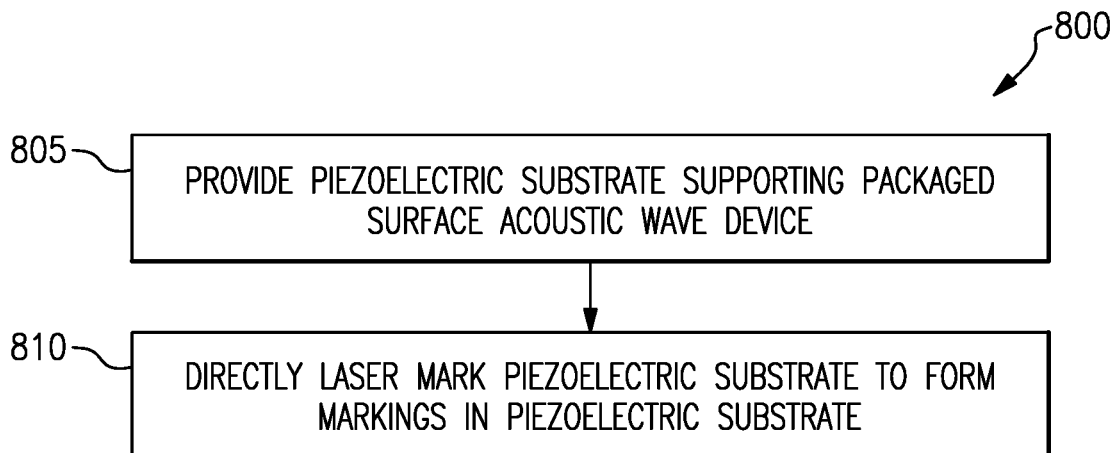 800
805
PROVIDE PIEZOELECTRIC SUBSTRATE SUPPORTING PACKAGED
SURFACE ACOUSTIC WAVE DEVICE
810
DIRECTLY LASER MARK PIEZOELECTRIC SUBSTRATE TO FORM
MARKINGS IN PIEZOELECTRIC SUBSTRATE